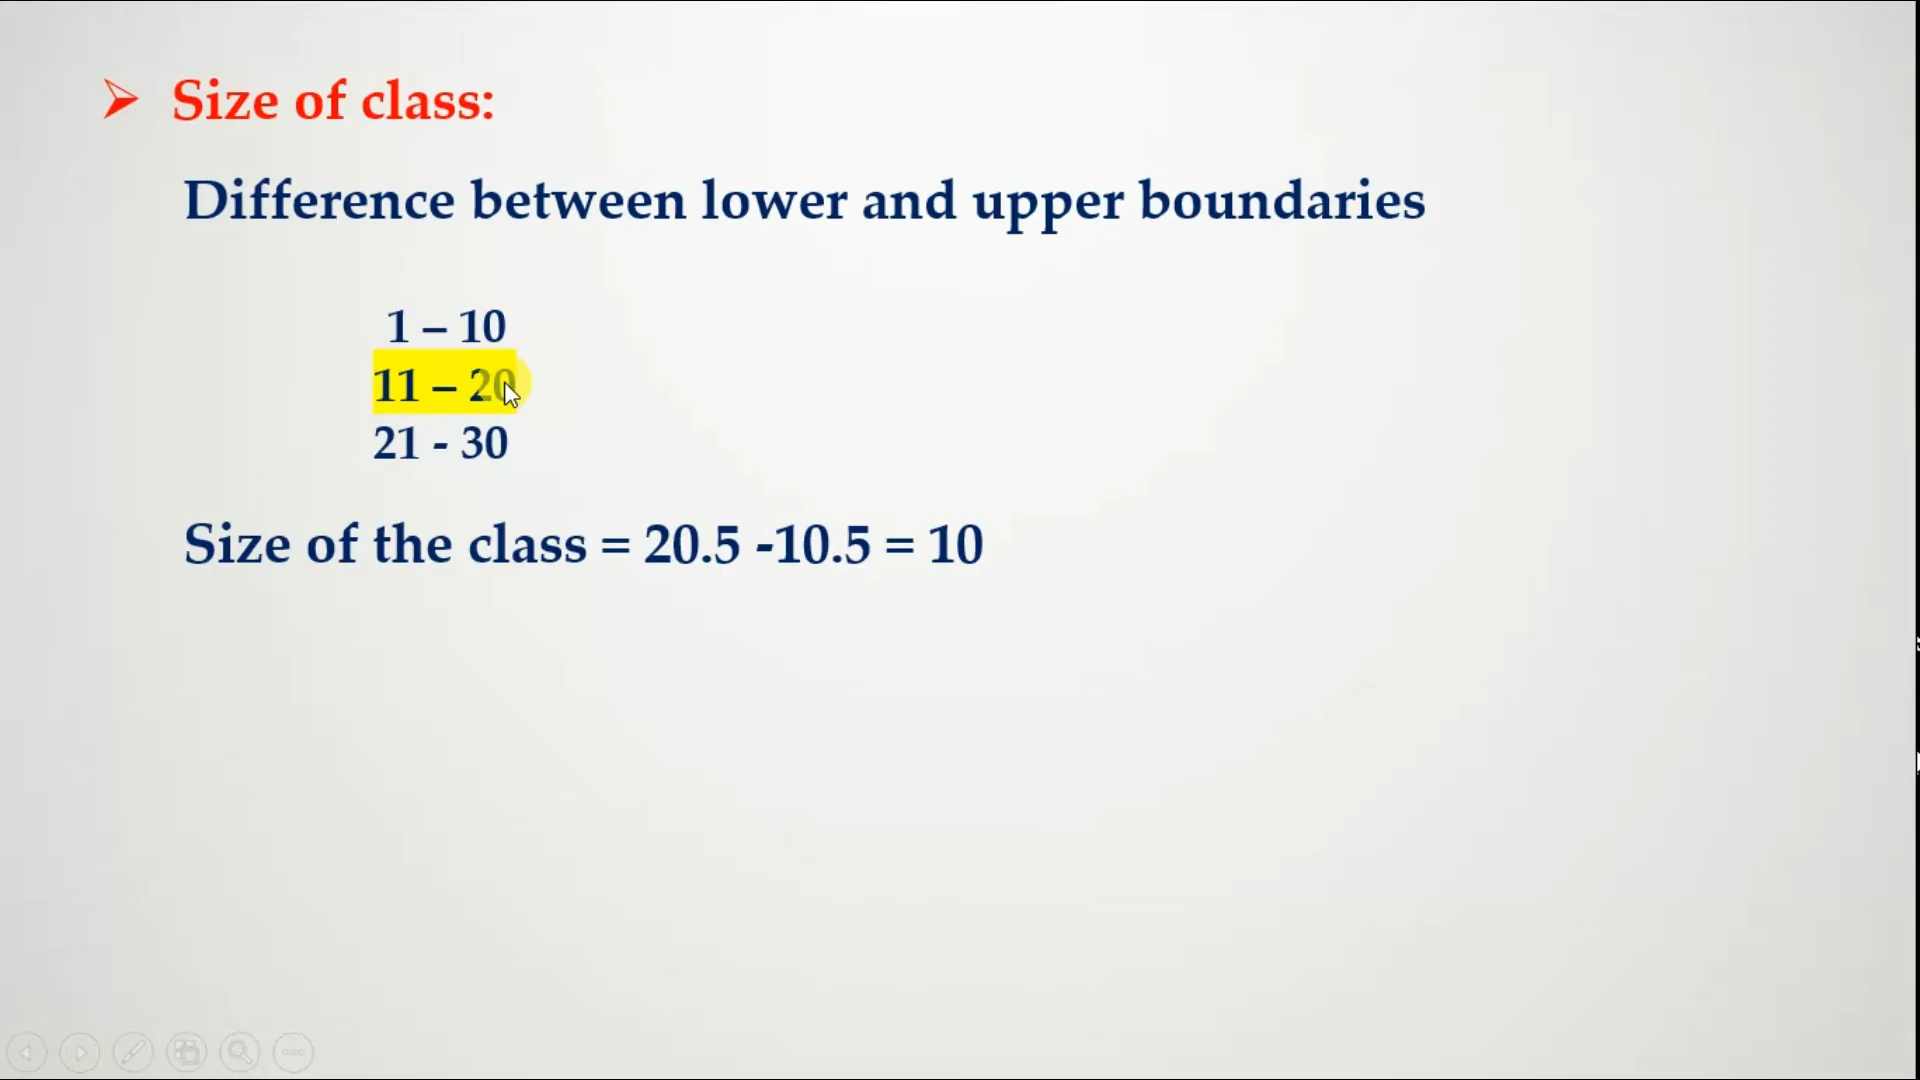 Size of class:
Difference between lower and upper boundaries
1 – 10
11 – 20
21 - 30
Size of the class = 20.5 -10.5 = 10